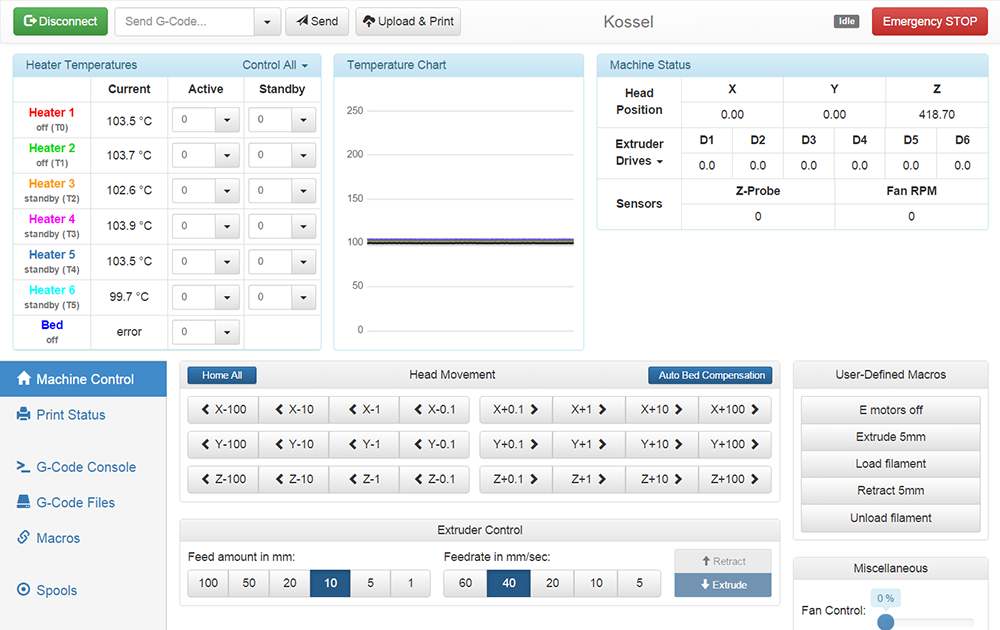 Disconnect Send G-Code... Send Upload & Print Kossel Idle Emergency STOP
Heater Temperatures Control All
Current Active Standby
Heater 1
off (T0)
103.5 °C 0 0
Heater 2
off (T1)
103.7 °C 0 0
Heater 3
standby (T2)
102.6 °C 0 0
Heater 4
standby (T3)
103.9 °C 0 0
Heater 5
standby (T4)
103.5 °C 0 0
Heater 6
standby (T5)
99.7 °C 0 0
Bed
off
error 0
Temperature Chart
250
200
150
100
50
0
Machine Status
Head
Position
X Y Z
0.00 0.00 418.70
Extruder
Drives
D1 D2 D3 D4 D5 D6
0.0 0.0 0.0 0.0 0.0 0.0
Sensors
Z-Probe Fan RPM
0 0
Machine Control
Print Status
G-Code Console
G-Code Files
Macros
Spools
Home All Head Movement Auto Bed Compensation
X-100 X-10 X-1 X-0.1 X+0.1 X+1 X+10 X+100
Y-100 Y-10 Y-1 Y-0.1 Y+0.1 Y+1 Y+10 Y+100
Z-100 Z-10 Z-1 Z-0.1 Z+0.1 Z+1 Z+10 Z+100
Extruder Control
Feed amount in mm: Feedrate in mm/sec:
100 50 20 10 5 1 60 40 20 10 5
Retract
Extrude
User-Defined Macros
E motors off
Extrude 5mm
Load filament
Retract 5mm
Unload filament
Miscellaneous
0 %
Fan Control: